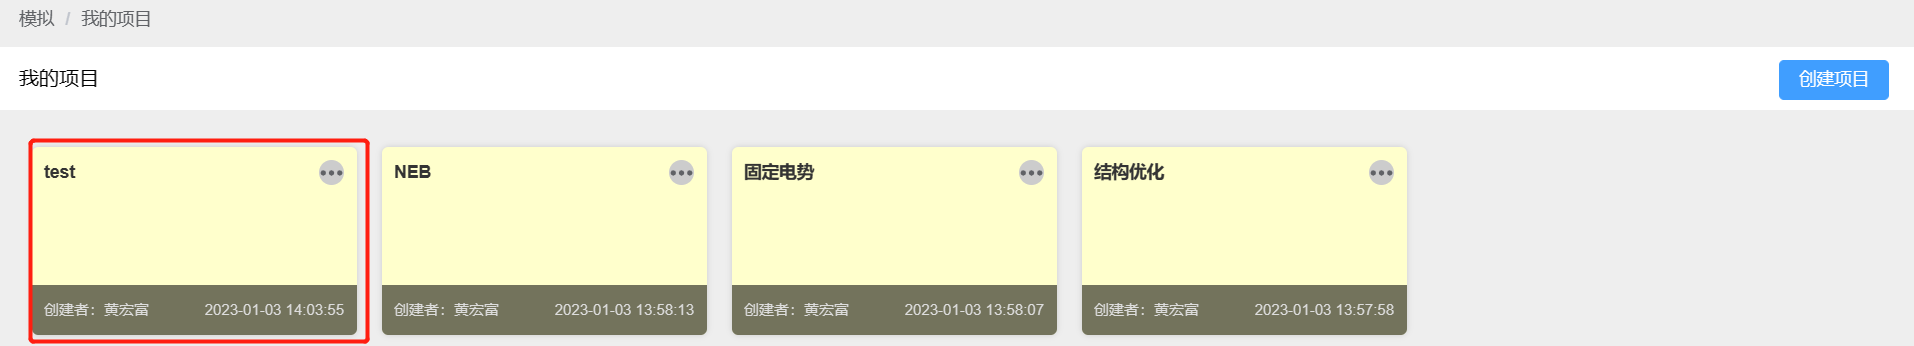 模拟 / 我的项目
我的项目
创建项目
test
NEB
固定电势
结构优化
创建者：黄宏富 2023-01-03 14:03:55
创建者：黄宏富 2023-01-03 13:58:13
创建者：黄宏富 2023-01-03 13:58:07
创建者：黄宏富 2023-01-03 13:57:58